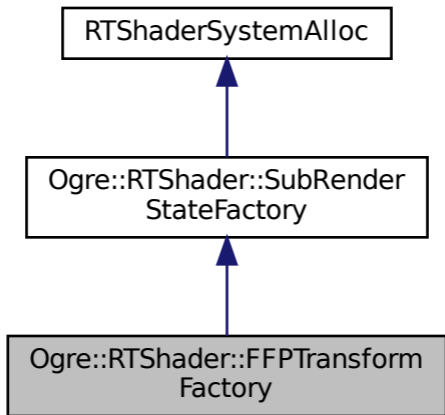 RTShaderSystemAlloc
Ogre::RTShader::SubRender
StateFactory
Ogre::RTShader::FFPTransform
Factory